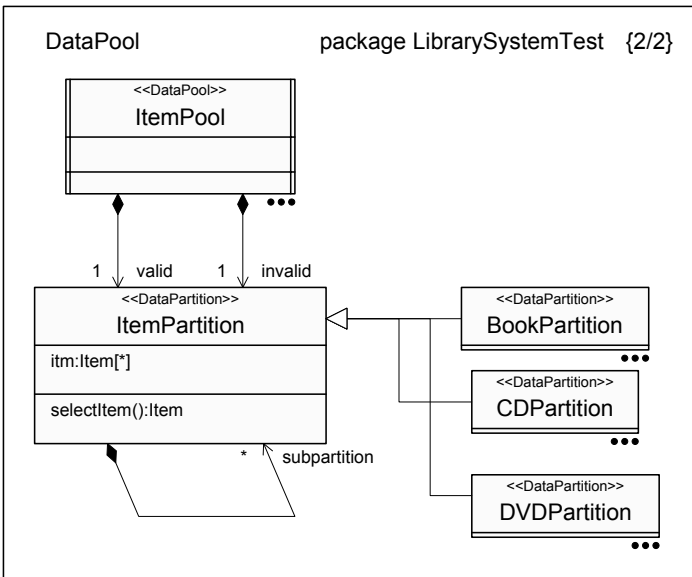 DataPool package LibrarySystemTest {2/2}
<<DataPool>>
ItemPool
1 valid 1 invalid
<<DataPartition>>
ItemPartition
itm:Item[*]
selectItem():Item
* subpartition
<<DataPartition>>
BookPartition
<<DataPartition>>
CDPartition
<<DataPartition>>
DVDPartition